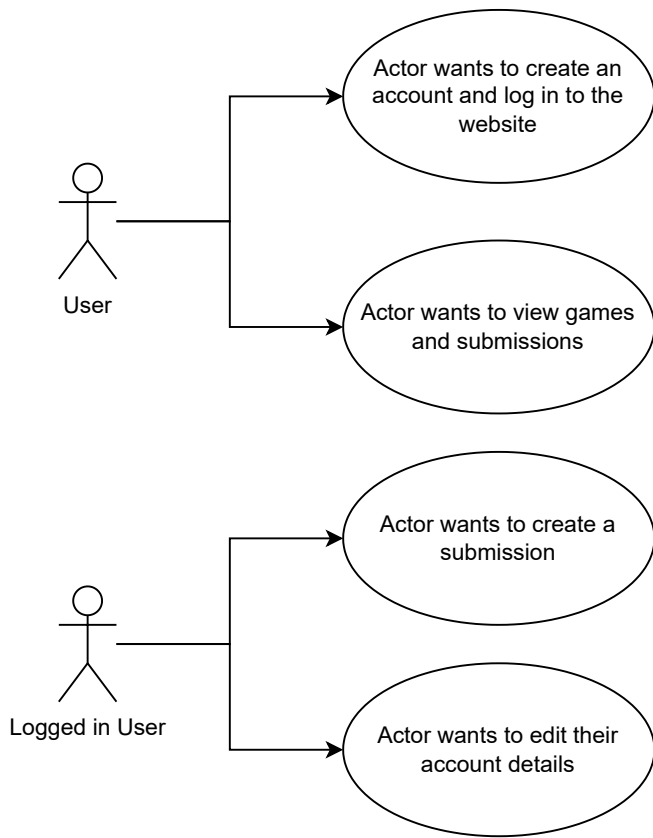 Actor wants to create an
account and log in to the
website
User
Actor wants to view games
and submissions
Actor wants to create a
submission
Logged in User
Actor wants to edit their
account details